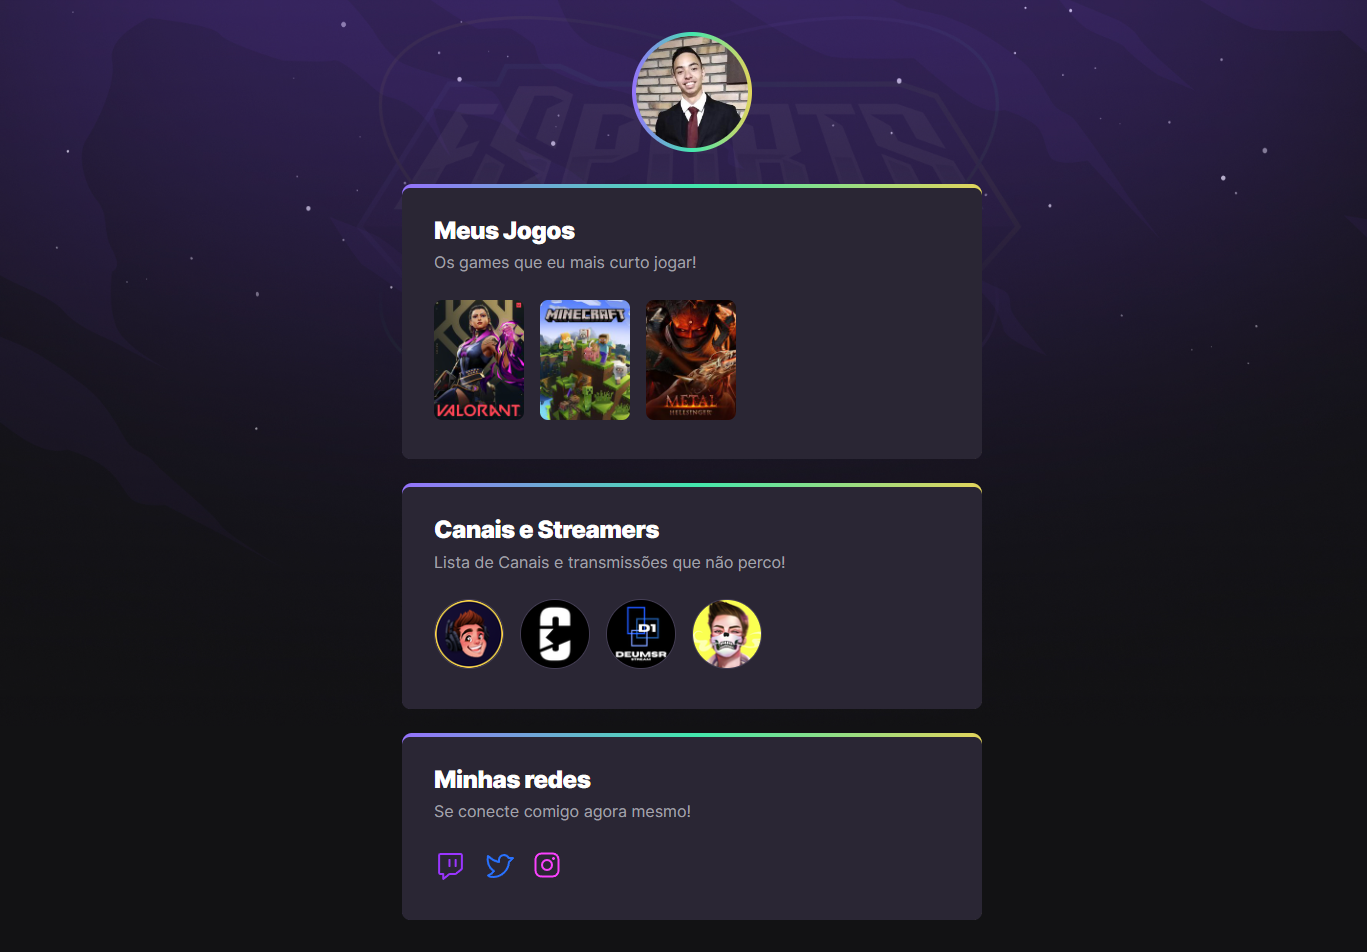 ESPORTS
Meus Jogos
Os games que eu mais curto jogar!
VALORANT
MINECRAFT
METAL
HELLSINGER
Canais e Streamers
Lista de Canais e transmissões que não perco!
D1
DEUMSR
STREAM
Minhas redes
Se conecte comigo agora mesmo!